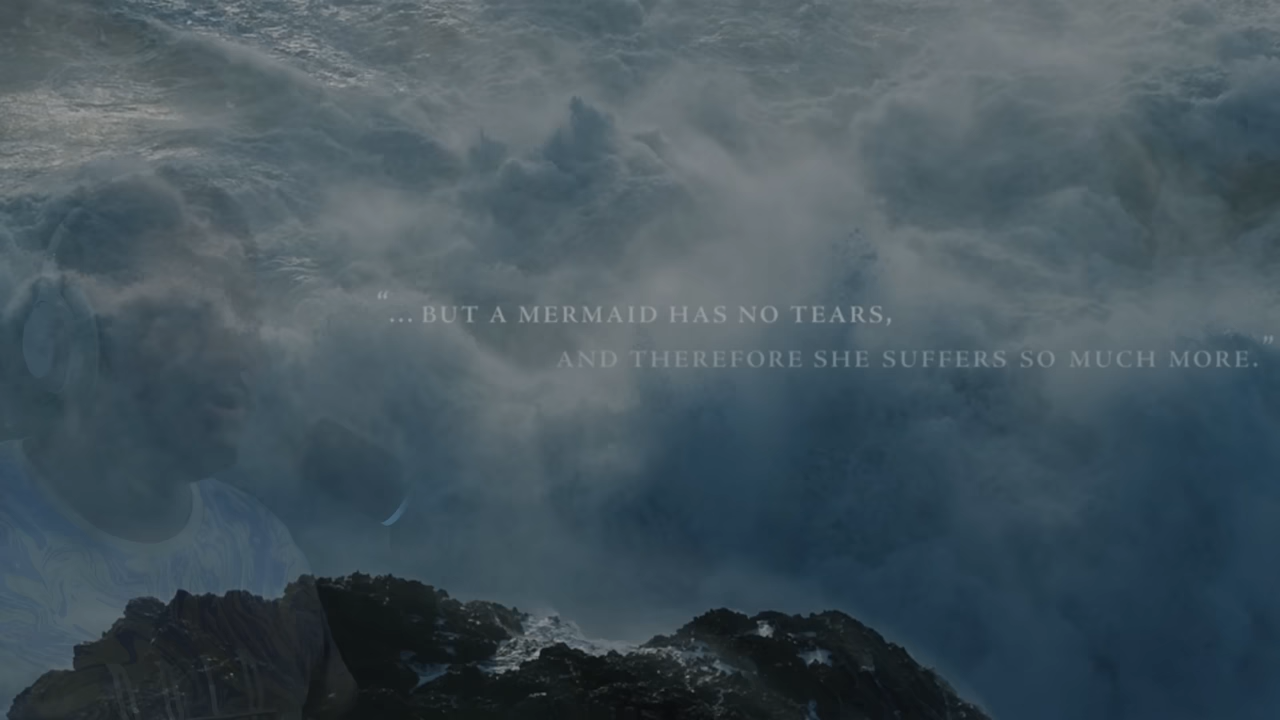 “... BUT A MERMAID HAS NO TEARS,
AND THEREFORE SHE SUFFERS SO MUCH MORE.”